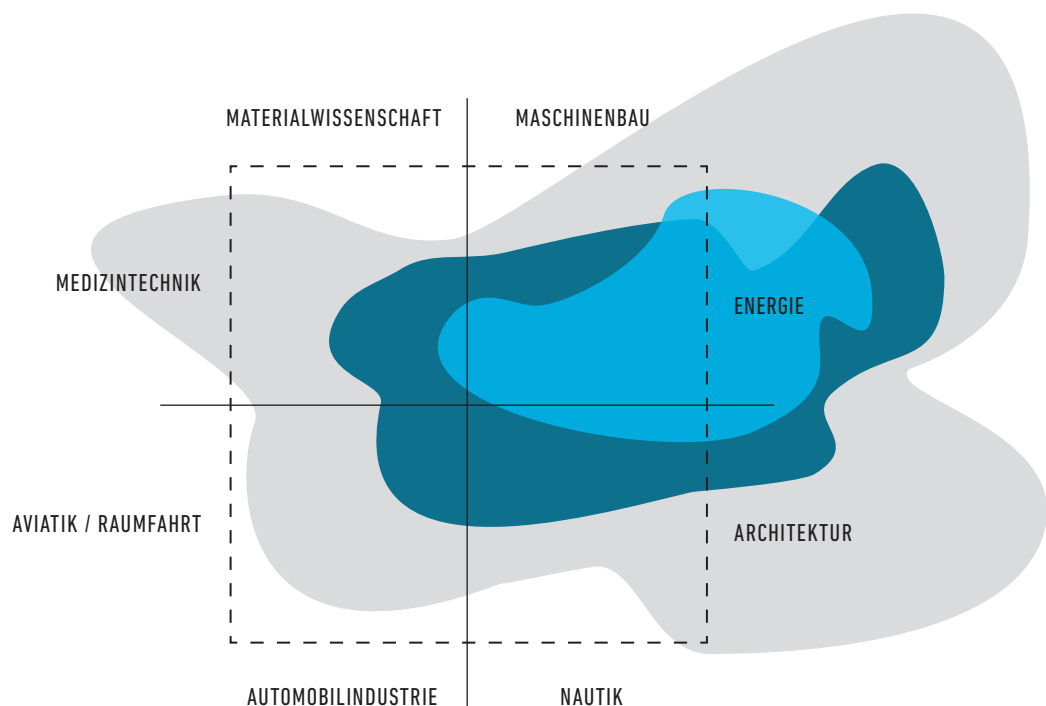 MATERIALWISSENSCHAFT
MASCHINENBAU
MEDIZINTECHNIK
ENERGIE
AVIATIK / RAUMFAHRT
ARCHITEKTUR
AUTOMOBILINDUSTRIE
NAUTIK